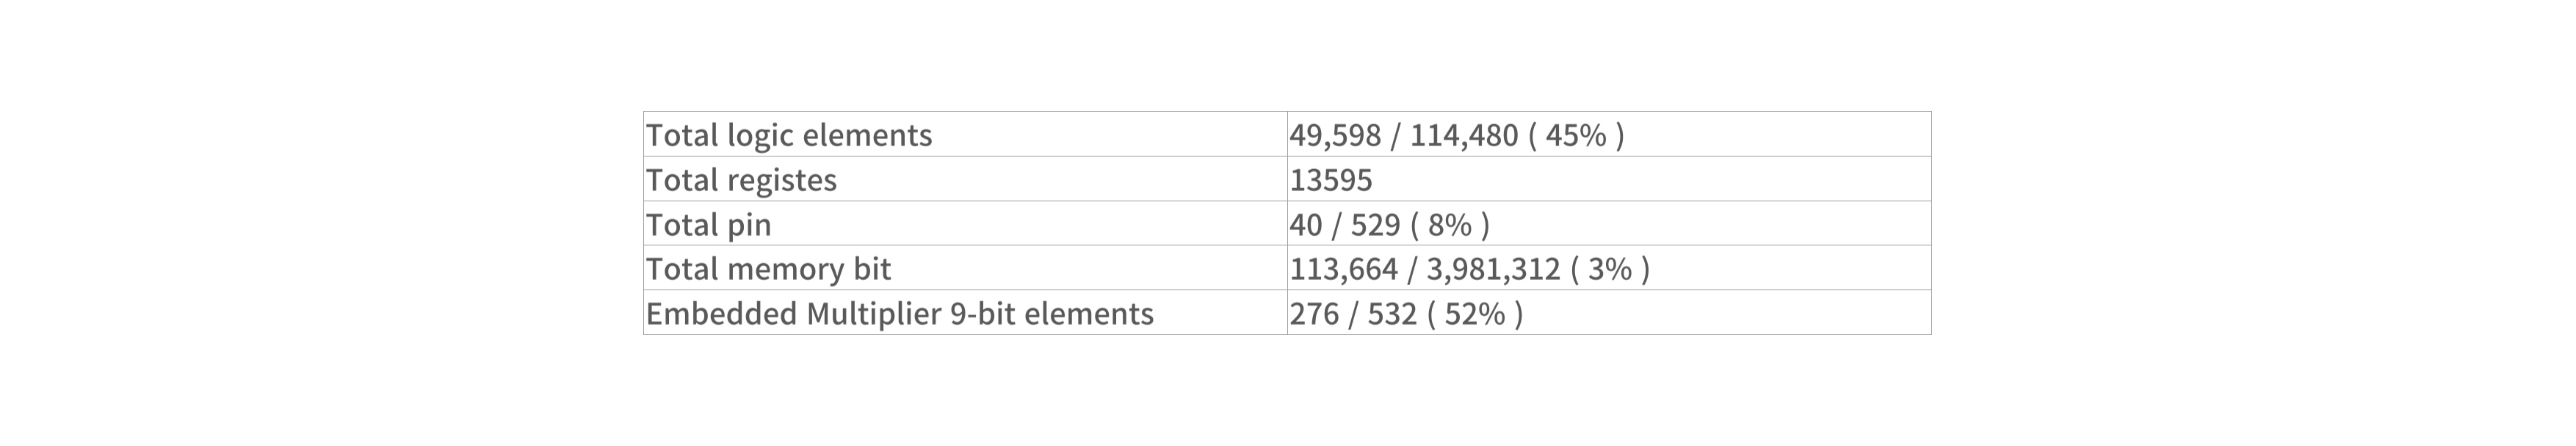 Total logic elements 49,598 / 114,480 ( 45% )
Total registes 13595
Total pin 40 / 529 ( 8% )
Total memory bit 113,664 / 3,981,312 ( 3% )
Embedded Multiplier 9-bit elements 276 / 532 ( 52% )